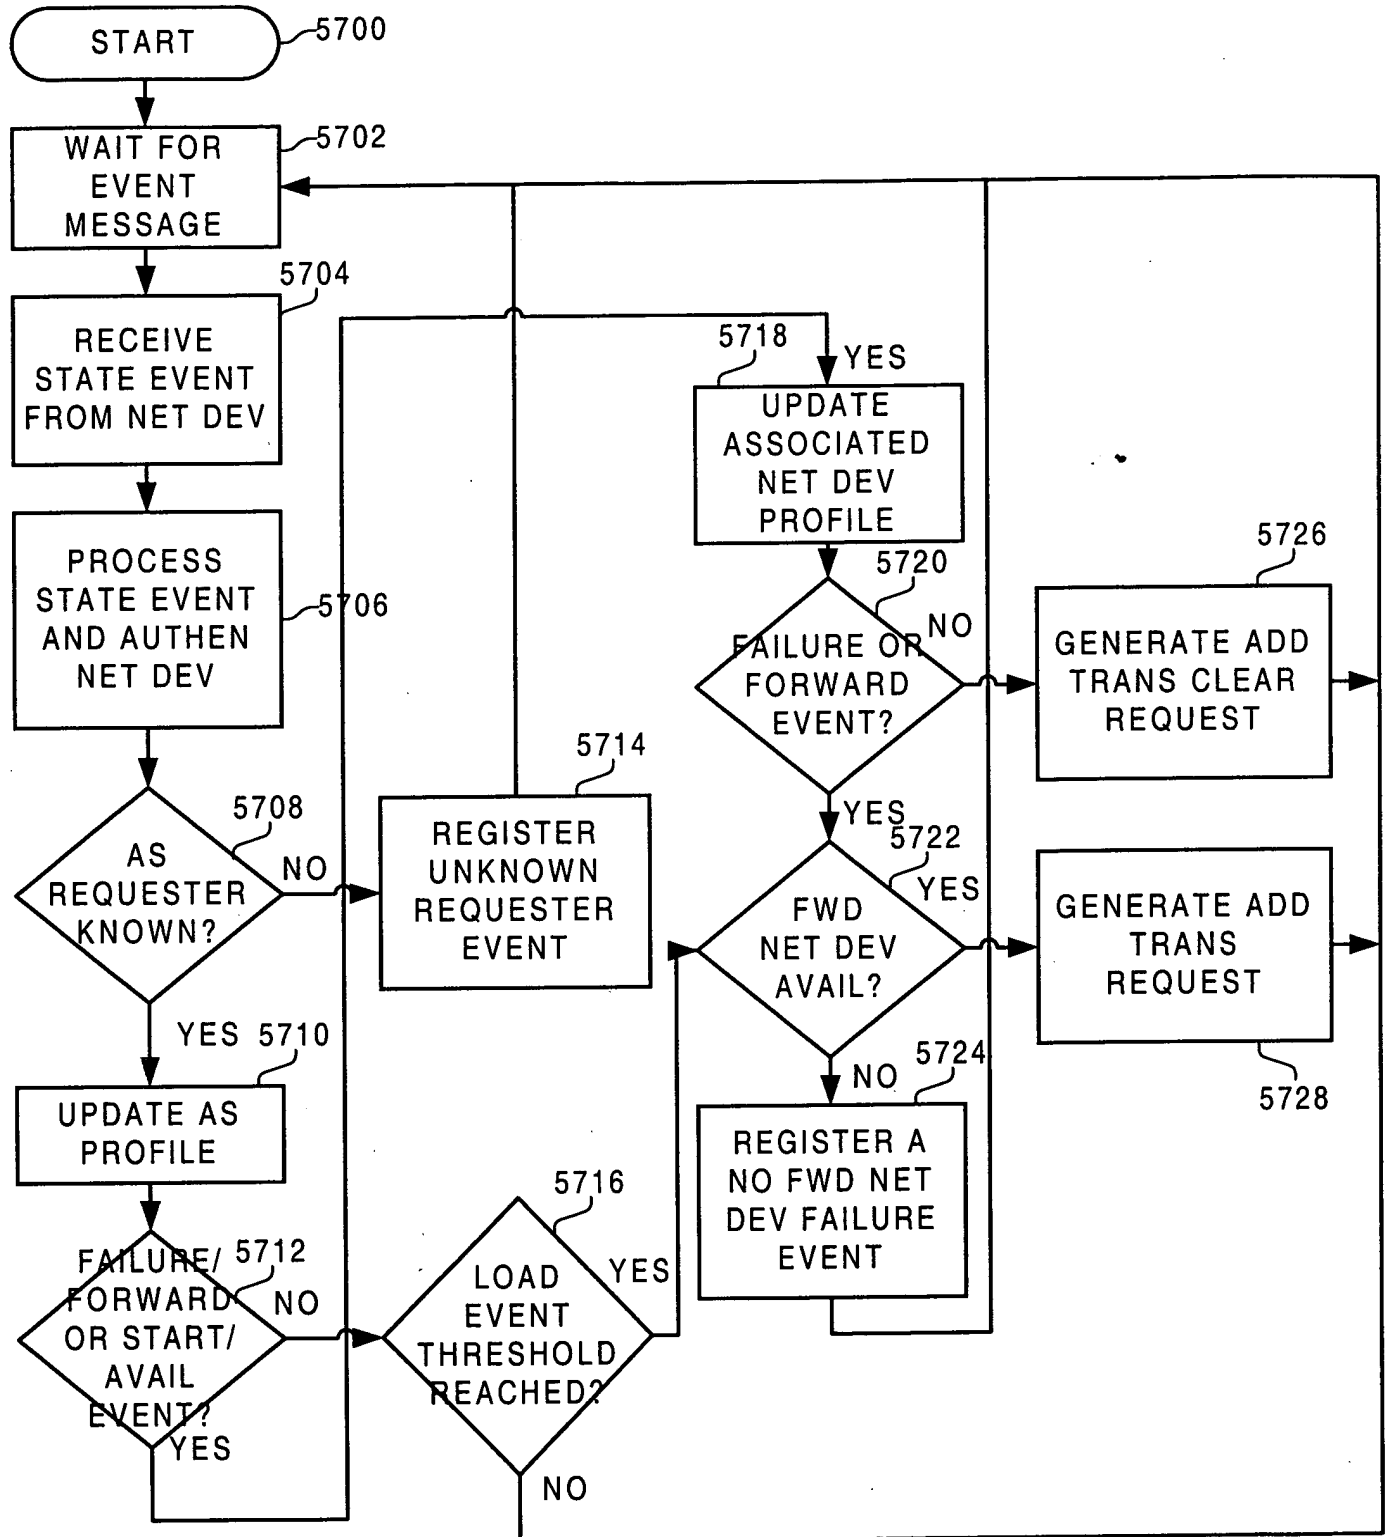 START
5700
WAIT FOR
EVENT
MESSAGE
5702
5704
RECEIVE
STATE EVENT
FROM NET DEV
PROCESS
STATE EVENT
AND AUTHEN
NET DEV
5706
5708
AS
REQUESTER
KNOWN?
NO
YES
5710
UPDATE AS
PROFILE
5712
FAILURE/
FORWARD
OR START/
AVAIL
EVENT?
NO
YES
5714
REGISTER
UNKNOWN
REQUESTER
EVENT
5716
LOAD
EVENT
THRESHOLD
REACHED?
YES
NO
5718
YES
UPDATE
ASSOCIATED
NET DEV
PROFILE
5720
FAILURE OR
FORWARD
EVENT?
NO
YES
5722
FWD
NET DEV
AVAIL?
YES
NO
5724
REGISTER A
NO FWD NET
DEV FAILURE
EVENT
5726
GENERATE ADD
TRANS CLEAR
REQUEST
GENERATE ADD
TRANS
REQUEST
5728